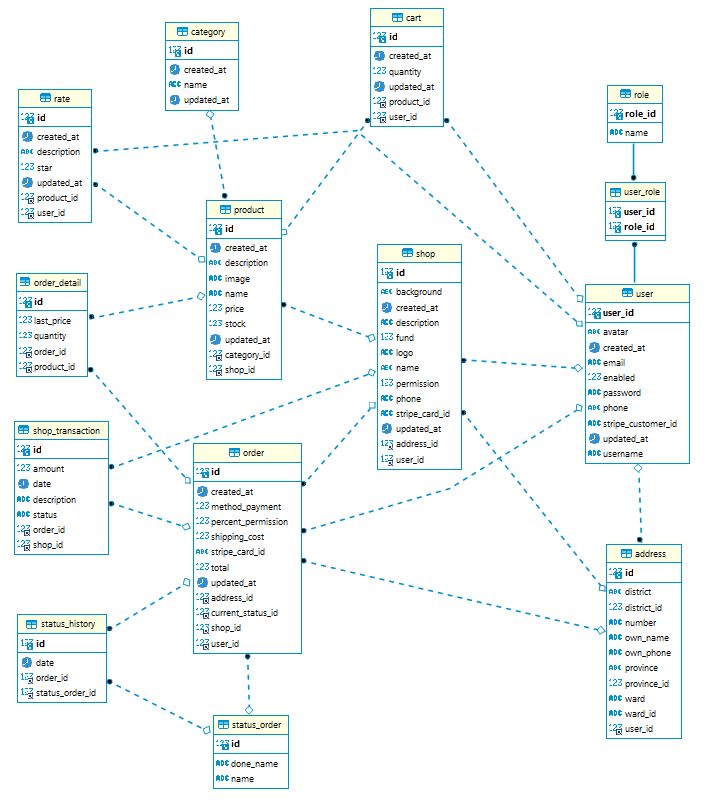 category
id
created_at
name
updated_at
cart
id
created_at
quantity
updated_at
product_id
user_id
rate
id
created_at
description
star
updated_at
product_id
user_id
role
role_id
name
user_role
user_id
role_id
product
id
created_at
description
image
name
price
stock
updated_at
category_id
shop_id
shop
id
background
created_at
description
fund
logo
name
permission
phone
stripe_card_id
updated_at
address_id
user_id
user
user_id
avatar
created_at
email
enabled
password
phone
stripe_customer_id
updated_at
username
order_detail
id
last_price
quantity
order_id
product_id
shop_transaction
id
amount
date
description
status
order_id
shop_id
order
id
created_at
method_payment
percent_permission
shipping_cost
stripe_card_id
total
updated_at
address_id
current_status_id
shop_id
user_id
address
id
district
district_id
number
own_name
own_phone
province
province_id
ward
ward_id
user_id
status_history
id
date
order_id
status_order_id
status_order
id
done_name
name